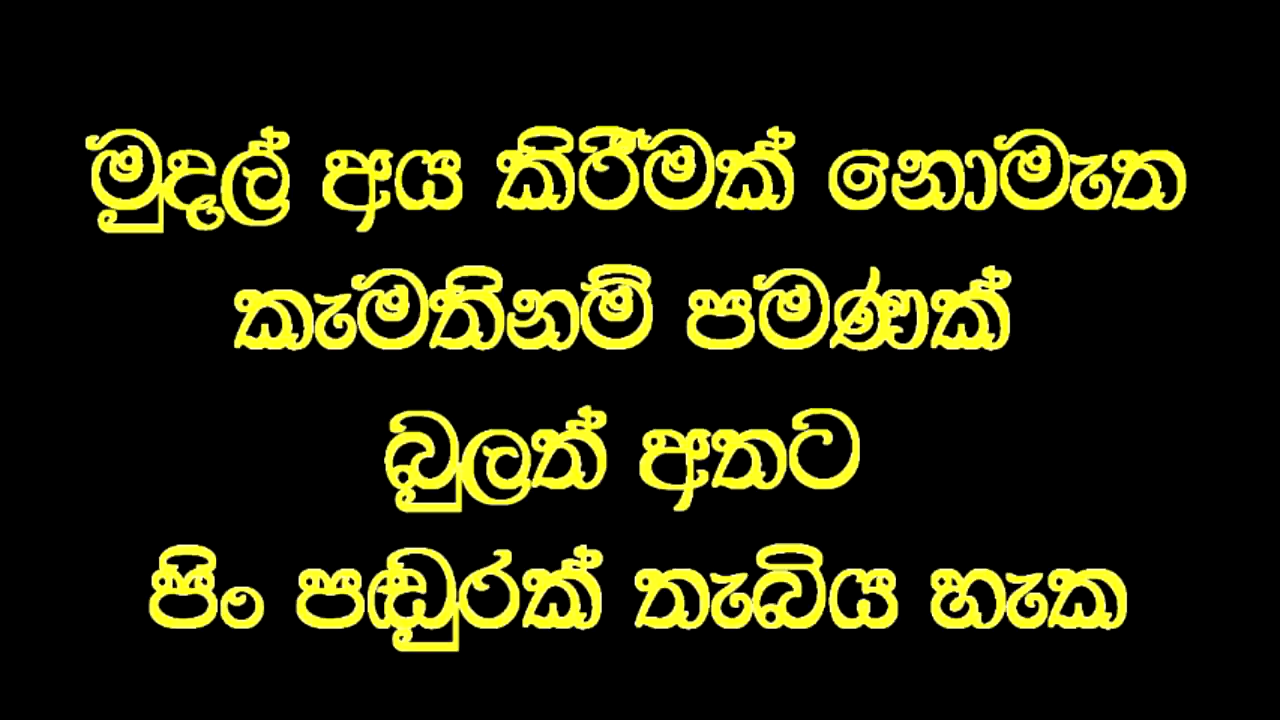 මුදල් අය කිරීමක් නොමැත
කැමතිනම් පමණක්
බුලත් අතට
පිං පඬුරක් තැබිය හැක